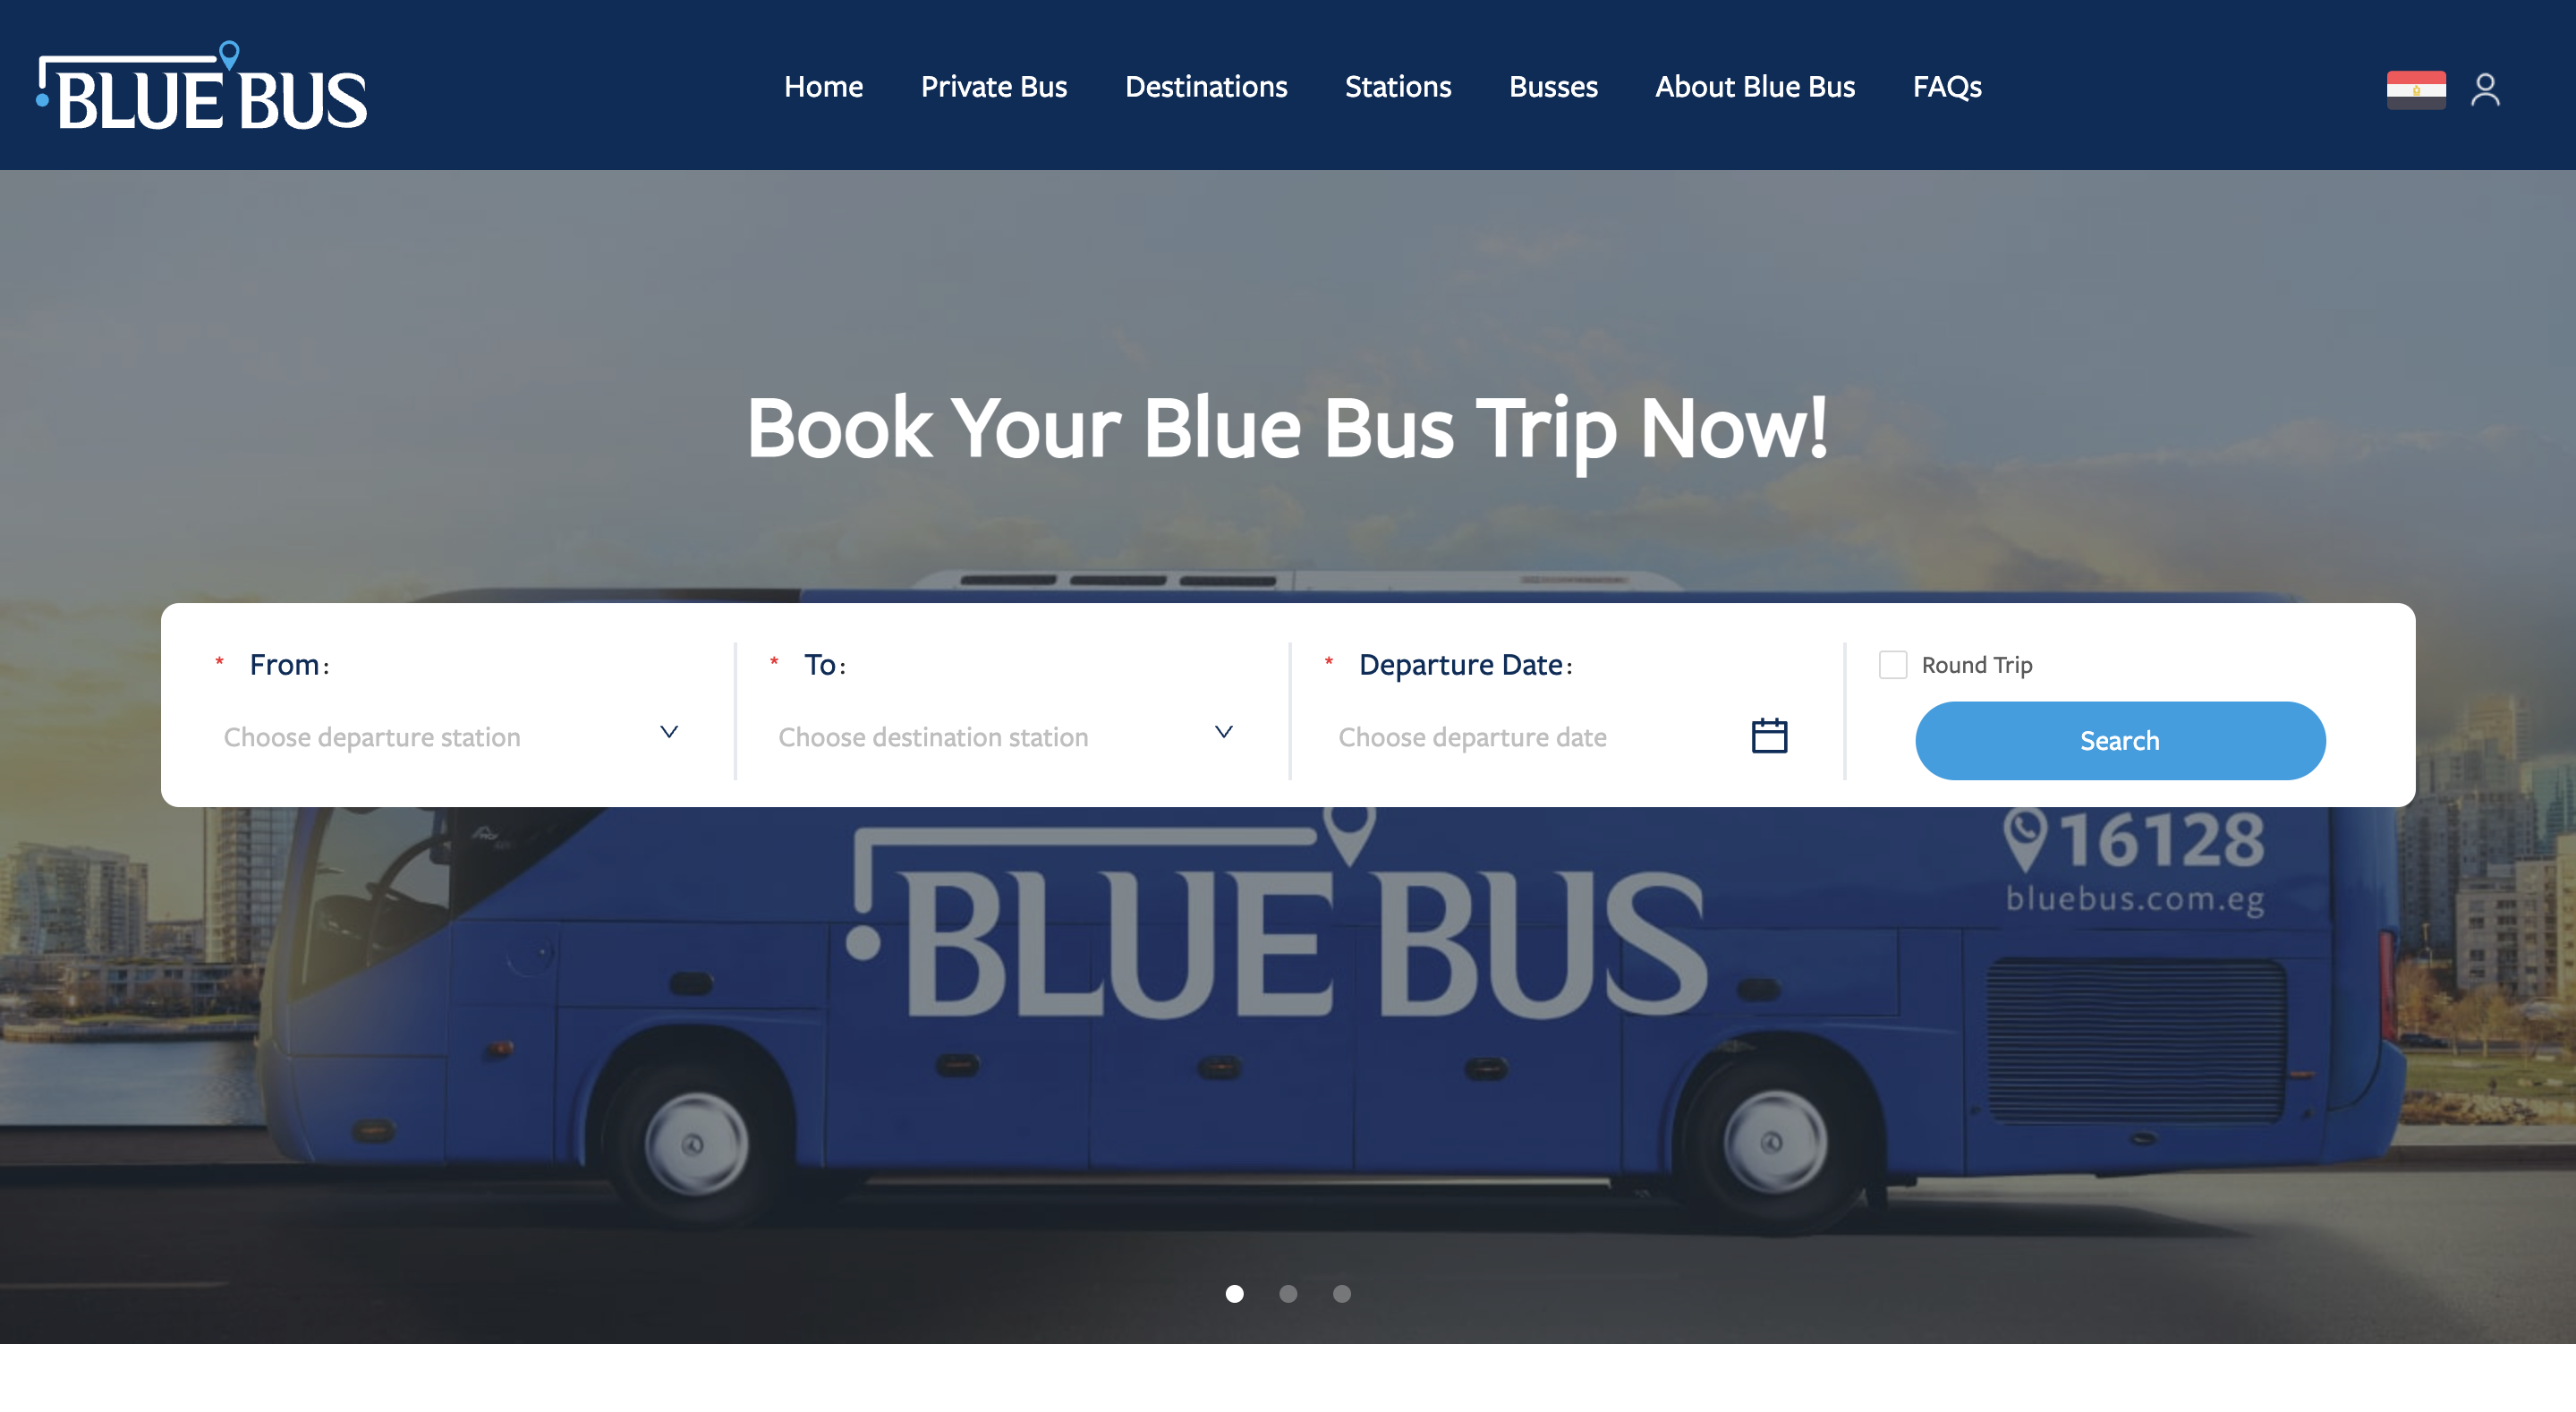 BLUE BUS
Home Private Bus Destinations Stations Busses About Blue Bus FAQs
Book Your Blue Bus Trip Now!
* From:
Choose departure station
* To:
Choose destination station
* Departure Date:
Choose departure date
Round Trip
Search
16128
bluebus.com.eg
BLUE BUS